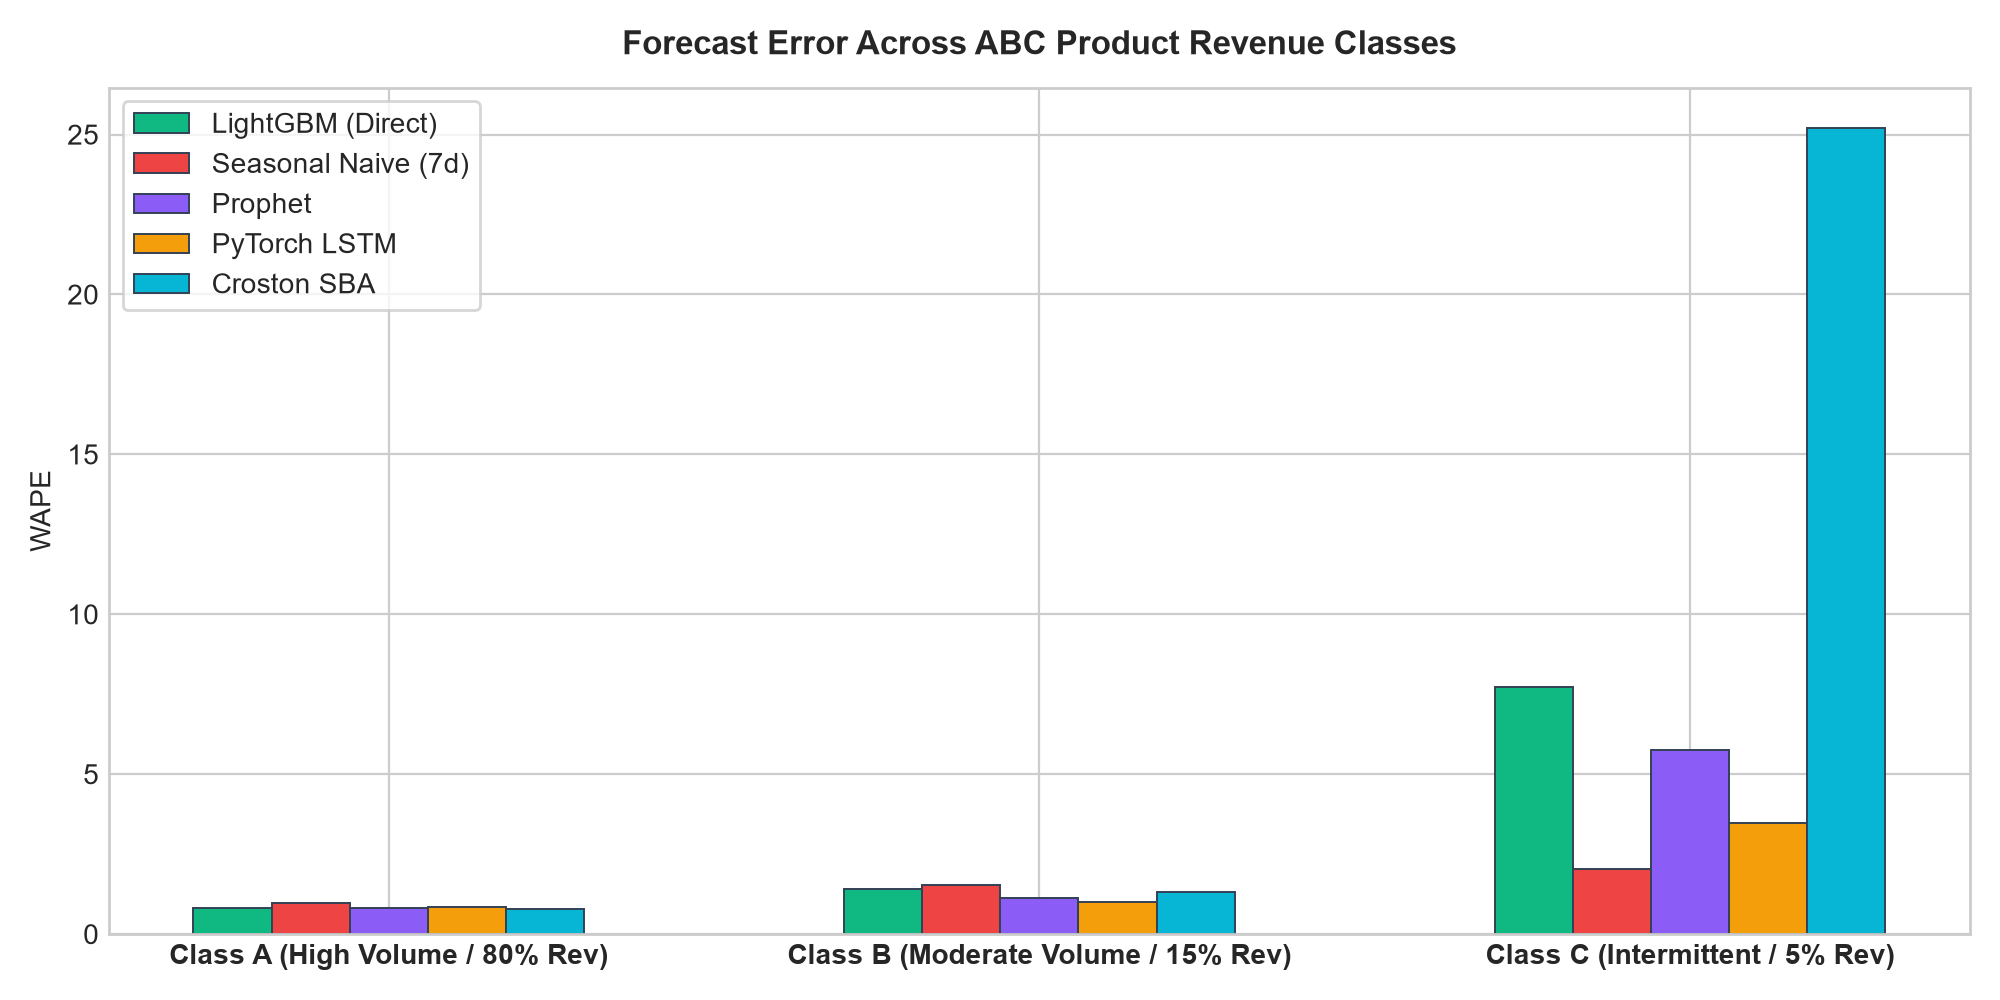 Forecast Error Across ABC Product Revenue Classes
LightGBM (Direct)
Seasonal Naive (7d)
Prophet
PyTorch LSTM
Croston SBA
WAPE
25
20
15
10
5
0
Class A (High Volume / 80% Rev)
Class B (Moderate Volume / 15% Rev)
Class C (Intermittent / 5% Rev)